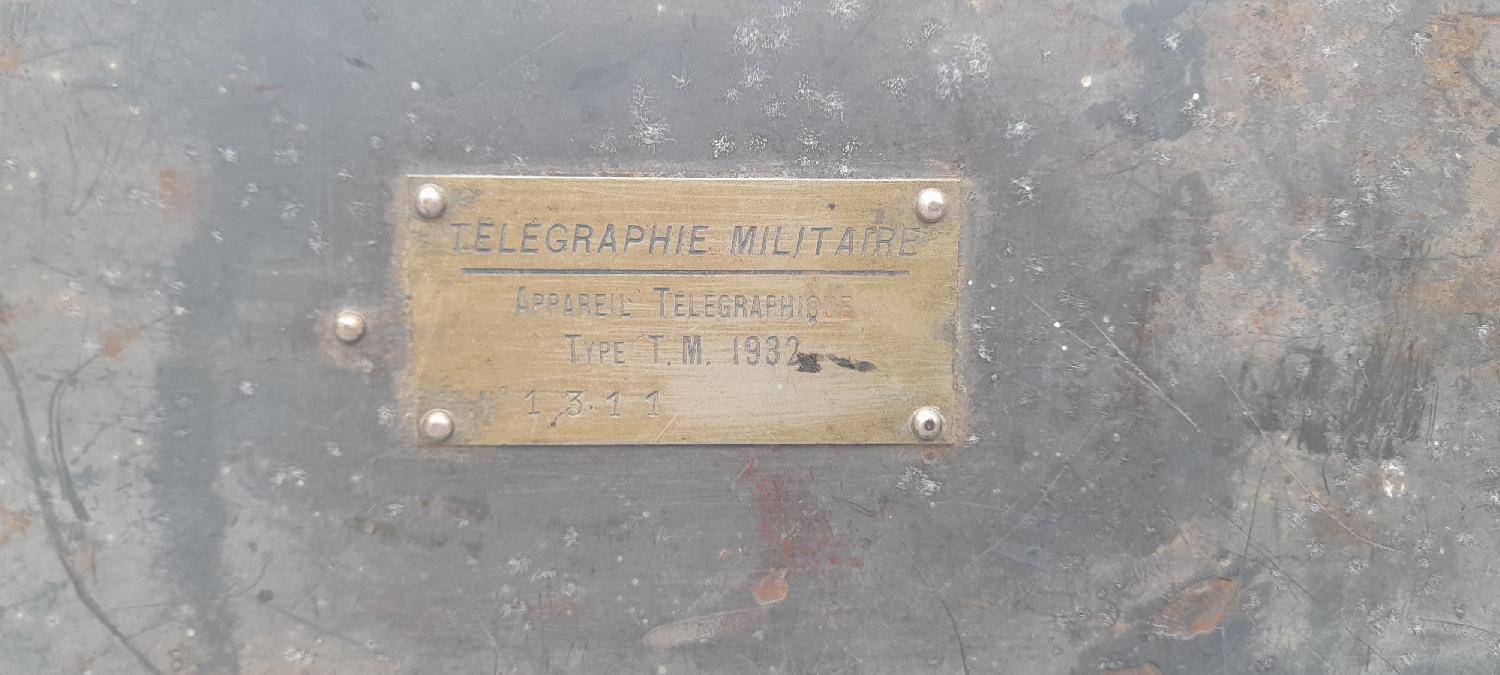 TÉLÉGRAPHIE MILITAIRE
APPAREIL TÉLÉGRAPHIQUE
TYPE T.M. 1932
N° 1311